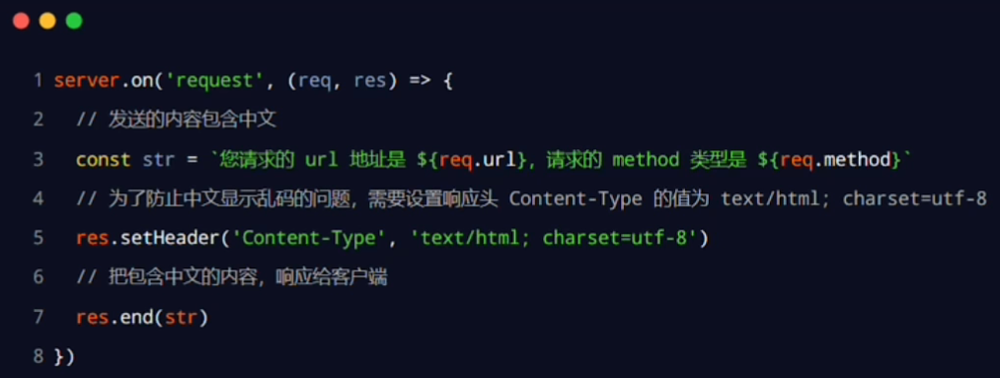 1 server.on('request', (req, res) => {
2 // 发送的内容包含中文
3 const str = `您请求的 url 地址是 ${req.url}，请求的 method 类型是 ${req.method}`
4 // 为了防止中文显示乱码的问题，需要设置响应头 Content-Type 的值为 text/html; charset=utf-8
5 res.setHeader('Content-Type', 'text/html; charset=utf-8')
6 // 把包含中文的内容，响应给客户端
7 res.end(str)
8 })